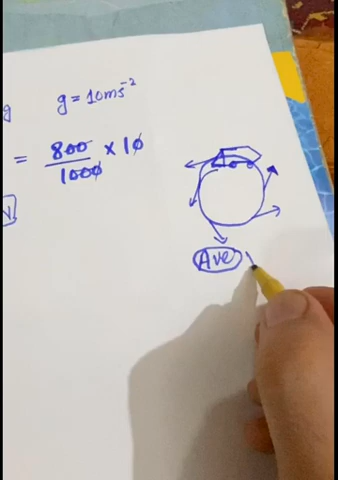 g g = 10ms⁻²
= 800/1000 × 10
Ave